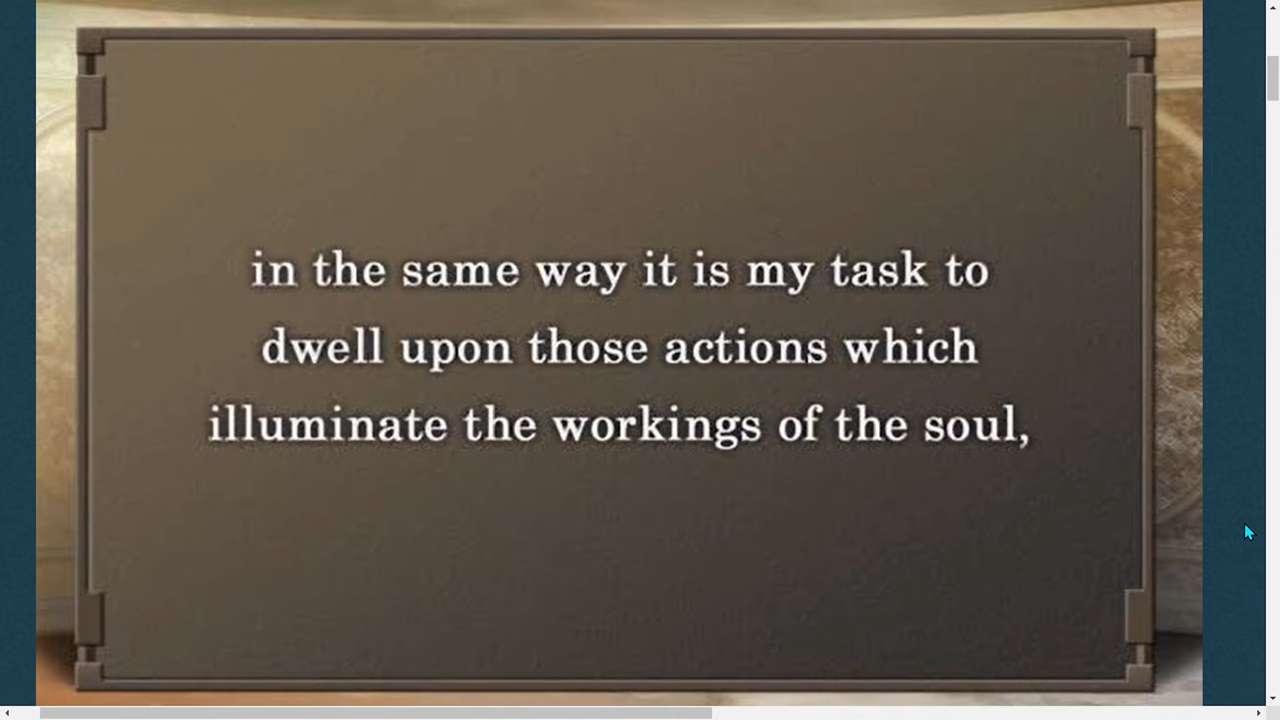 in the same way it is my task to
dwell upon those actions which
illuminate the workings of the soul,